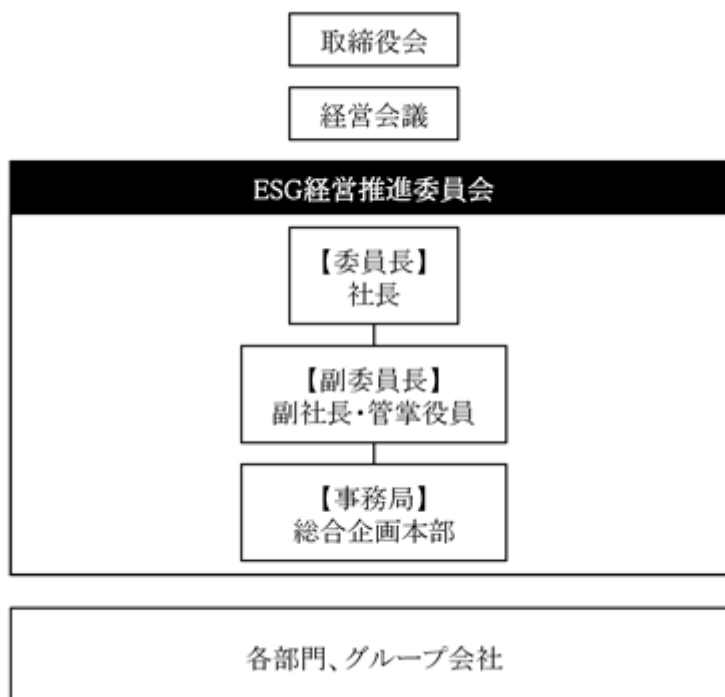 取締役会
経営会議
ESG経営推進委員会
【委員長】
社長
【副委員長】
副社長・管掌役員
【事務局】
総合企画本部
各部門、グループ会社